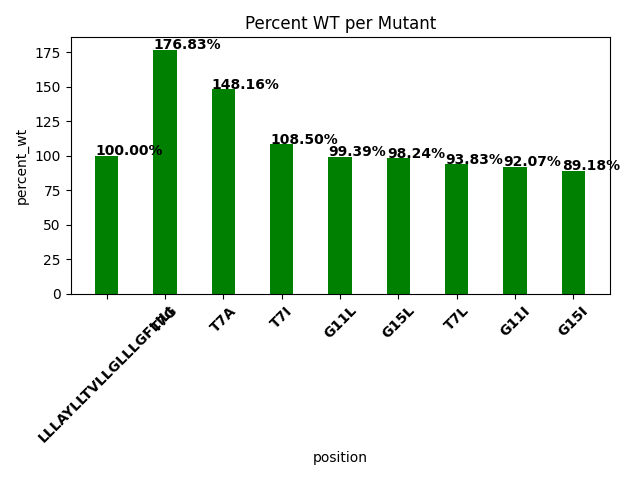 Percent WT per Mutant
percent_wt
175
150
125
100
75
50
25
0
100.00%
176.83%
148.16%
108.50%
99.39%
98.24%
93.83%
92.07%
89.18%
T7G
T7A
T7I
G11L
G15L
T7L
G11I
G15I
position